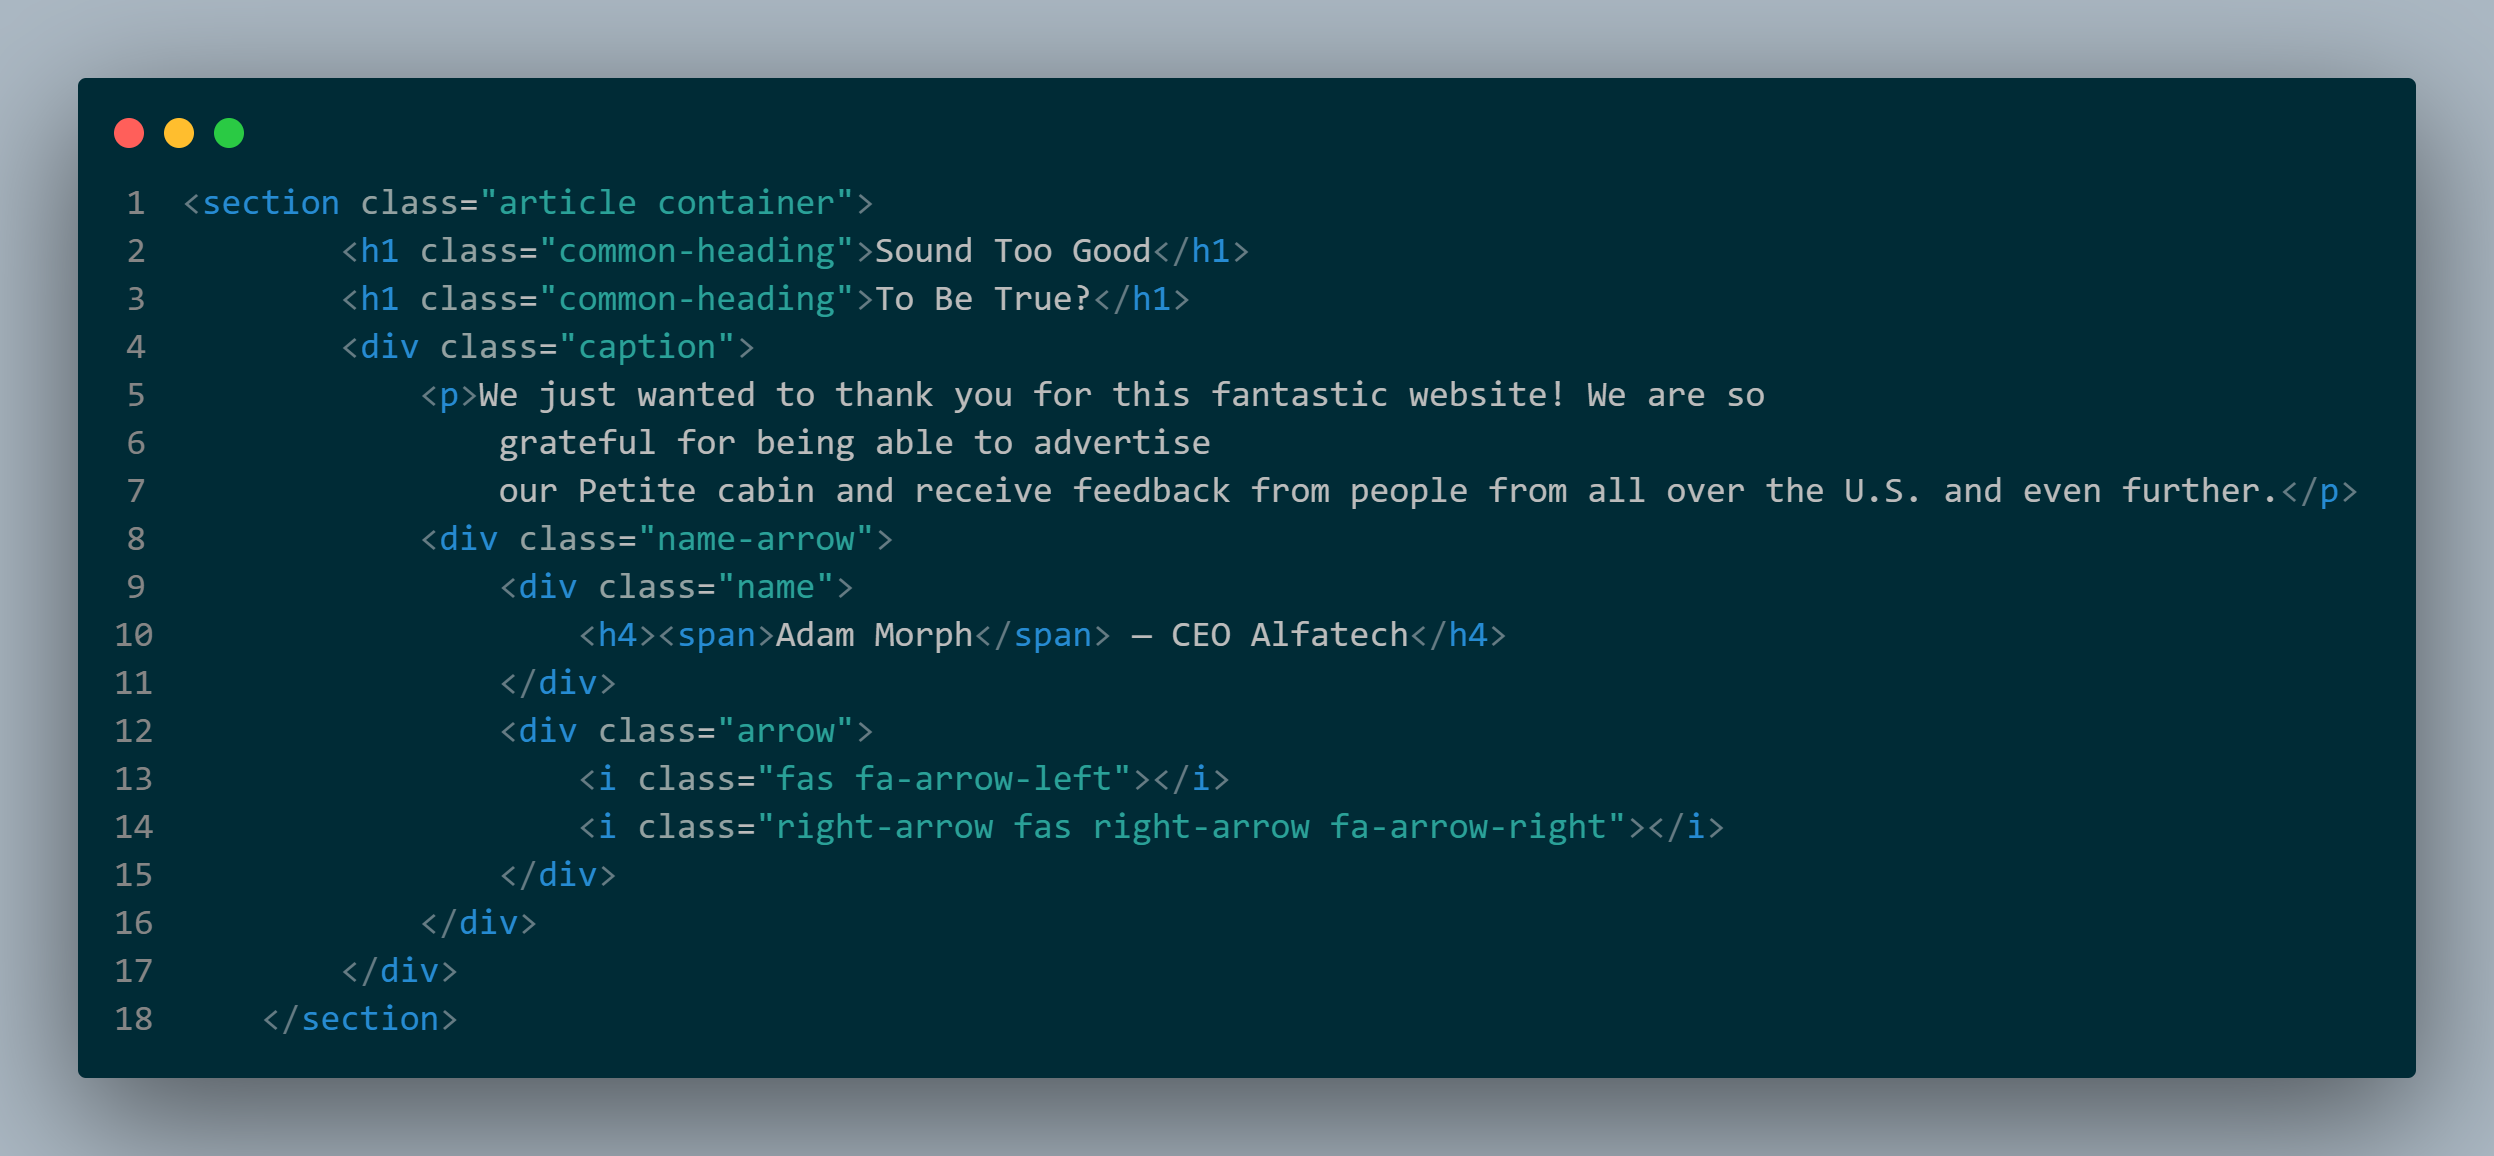 1 <section class="article container">
2         <h1 class="common-heading">Sound Too Good</h1>
3         <h1 class="common-heading">To Be True?</h1>
4         <div class="caption">
5             <p>We just wanted to thank you for this fantastic website! We are so
6                 grateful for being able to advertise
7                 our Petite cabin and receive feedback from people from all over the U.S. and even further.</p>
8             <div class="name-arrow">
9                 <div class="name">
10                     <h4><span>Adam Morph</span> — CEO Alfatech</h4>
11                 </div>
12                 <div class="arrow">
13                     <i class="fas fa-arrow-left"></i>
14                     <i class="right-arrow fas right-arrow fa-arrow-right"></i>
15                 </div>
16             </div>
17         </div>
18     </section>